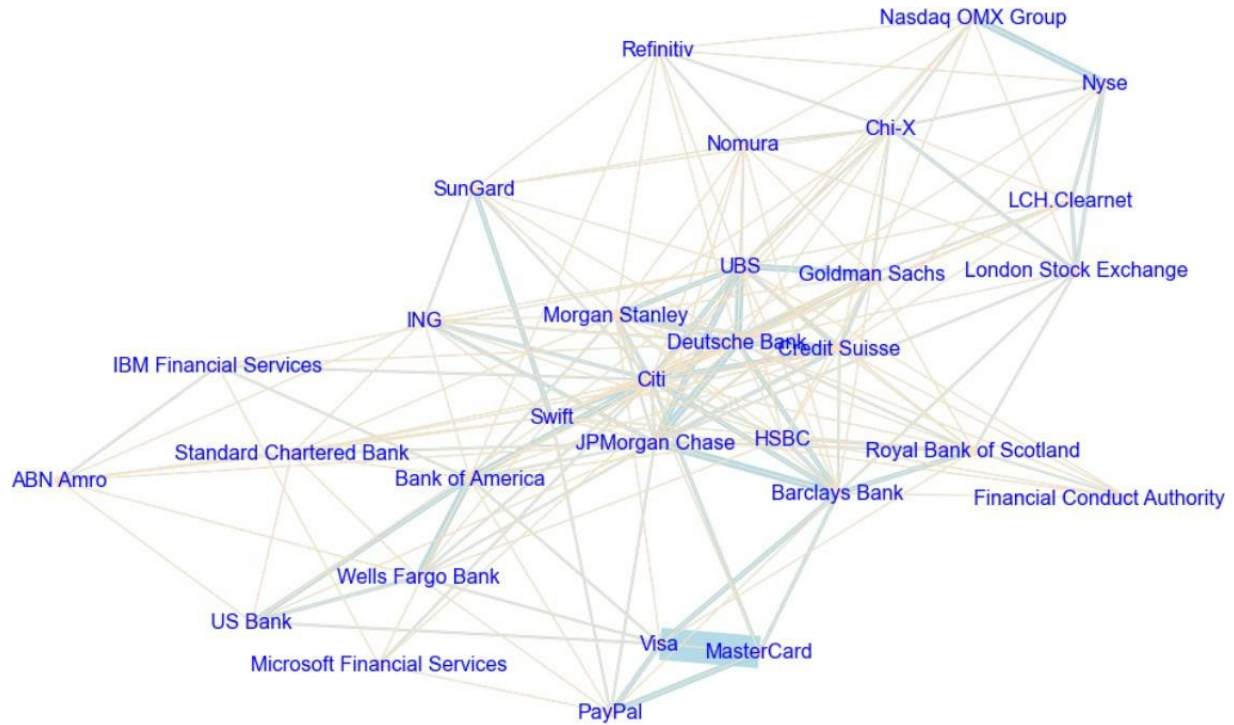 Nasdaq OMX Group
Refinitiv
Nyse
Chi-X
Nomura
SunGard
LCH.Clearnet
UBS
Goldman Sachs
London Stock Exchange
Morgan Stanley
ING
Deutsche Bank
Credit Suisse
IBM Financial Services
Citi
Swift
JPMorgan Chase
HSBC
Royal Bank of Scotland
Standard Chartered Bank
ABN Amro
Bank of America
Barclays Bank
Financial Conduct Authority
Wells Fargo Bank
US Bank
Visa
MasterCard
Microsoft Financial Services
PayPal